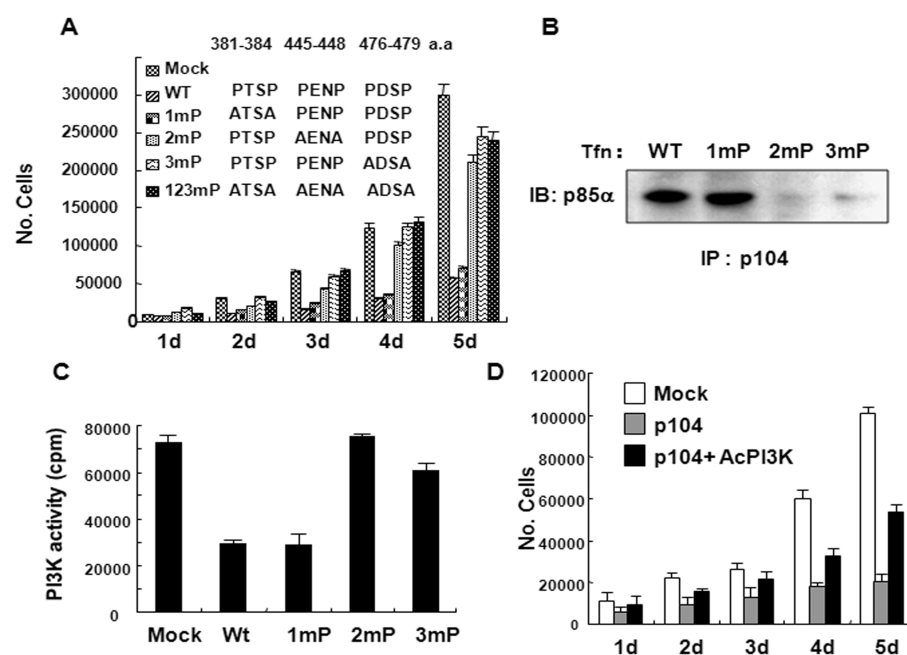 A
381-384 445-448 476-479 a.a
Mock
WT PTSP PENP PDSP
1mP ATSA PENP PDSP
2mP PTSP AENA PDSP
3mP PTSP PENP ADSA
123mP ATSA AENA ADSA
No. Cells
300000
250000
200000
150000
100000
50000
0
1d 2d 3d 4d 5d
B
Tfn : WT 1mP 2mP 3mP
IB: p85α
IP : p104
C
PI3K activity (cpm)
80000
60000
40000
20000
0
Mock Wt 1mP 2mP 3mP
D
Mock
p104
p104+ AcPI3K
No. Cells
120000
100000
80000
60000
40000
20000
0
1d 2d 3d 4d 5d